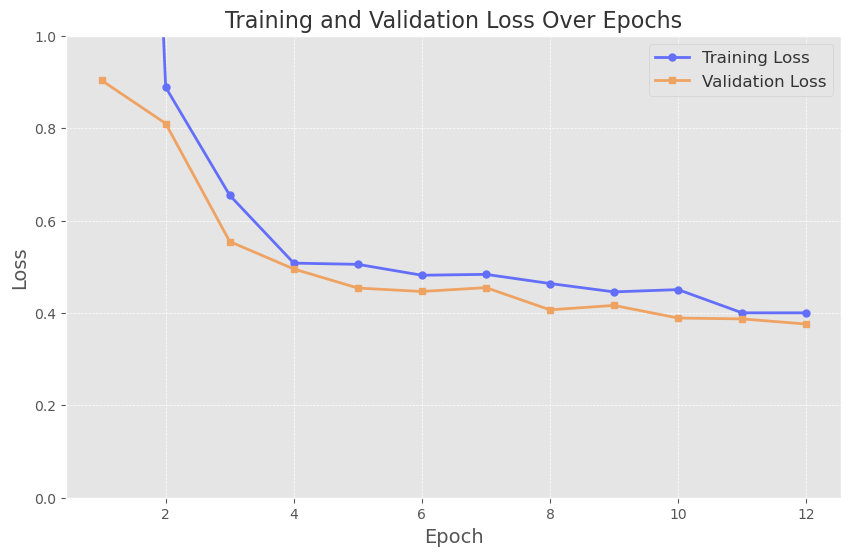 Training and Validation Loss Over Epochs
Training Loss
Validation Loss
1.0
0.8
0.6
0.4
0.2
0.0
Loss
2 4 6 8 10 12
Epoch